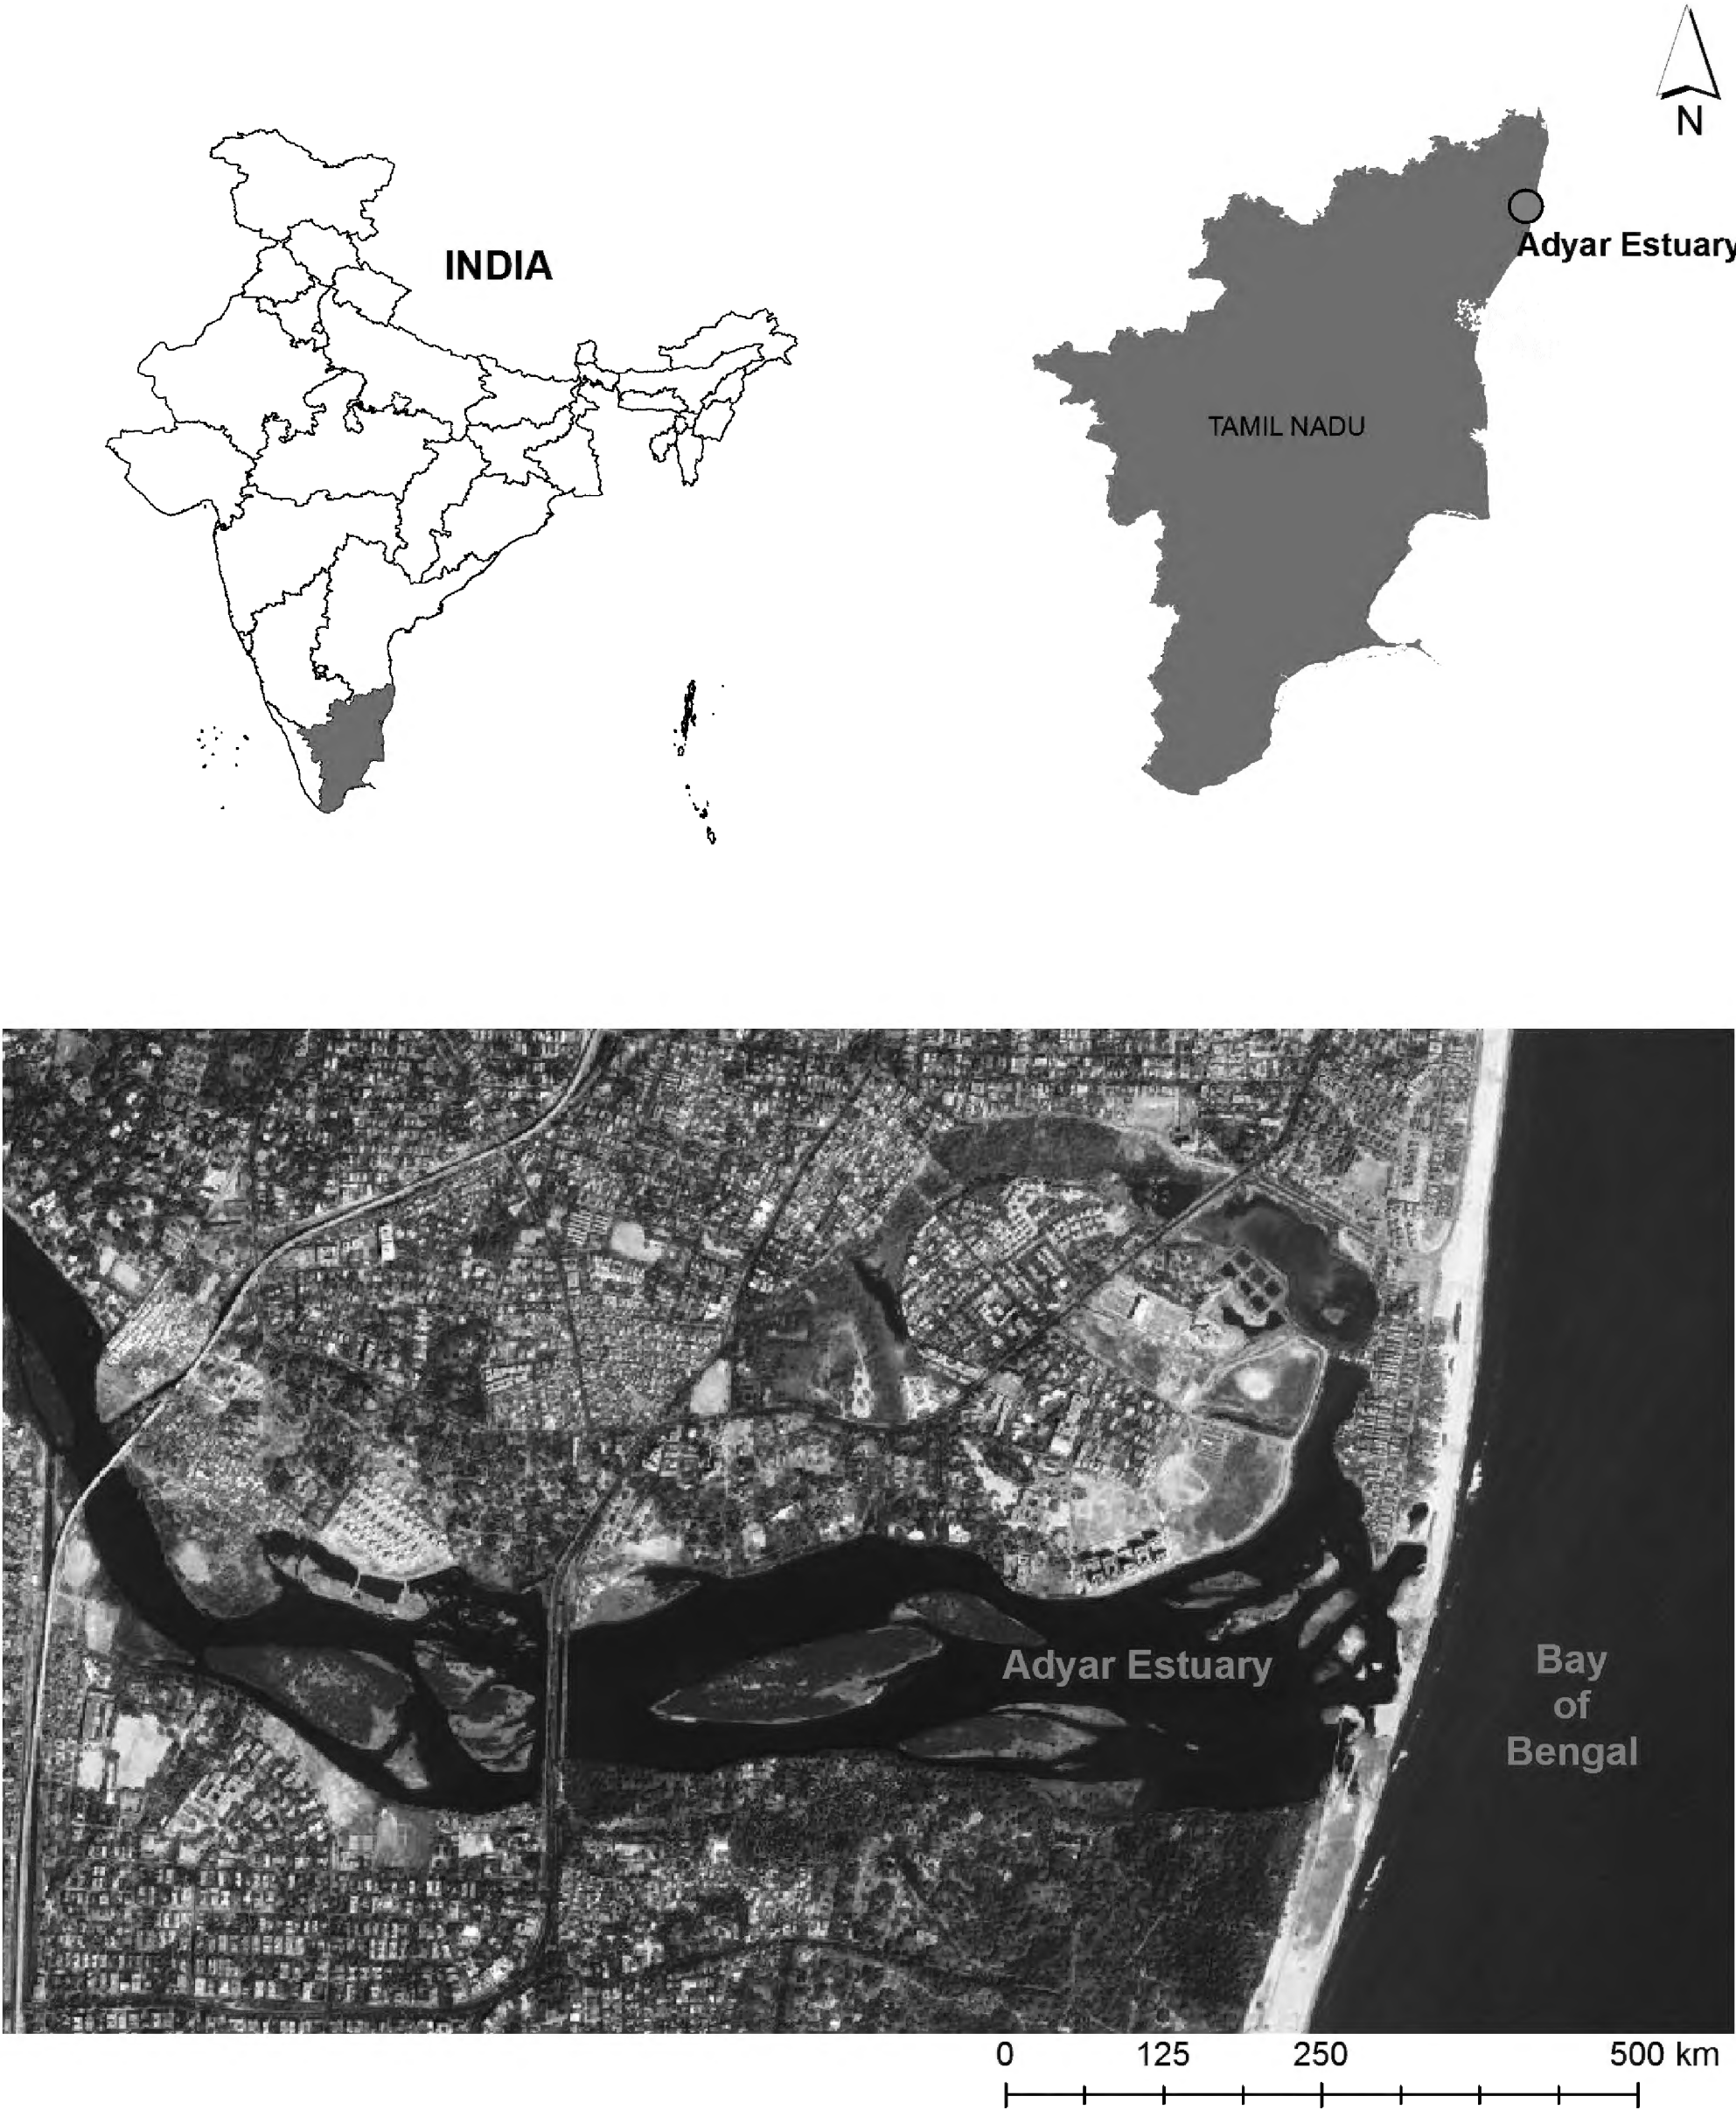 N
INDIA
Adyar Estuary
TAMIL NADU
Adyar Estuary
Bay
of
Bengal
0 125 250 500 km